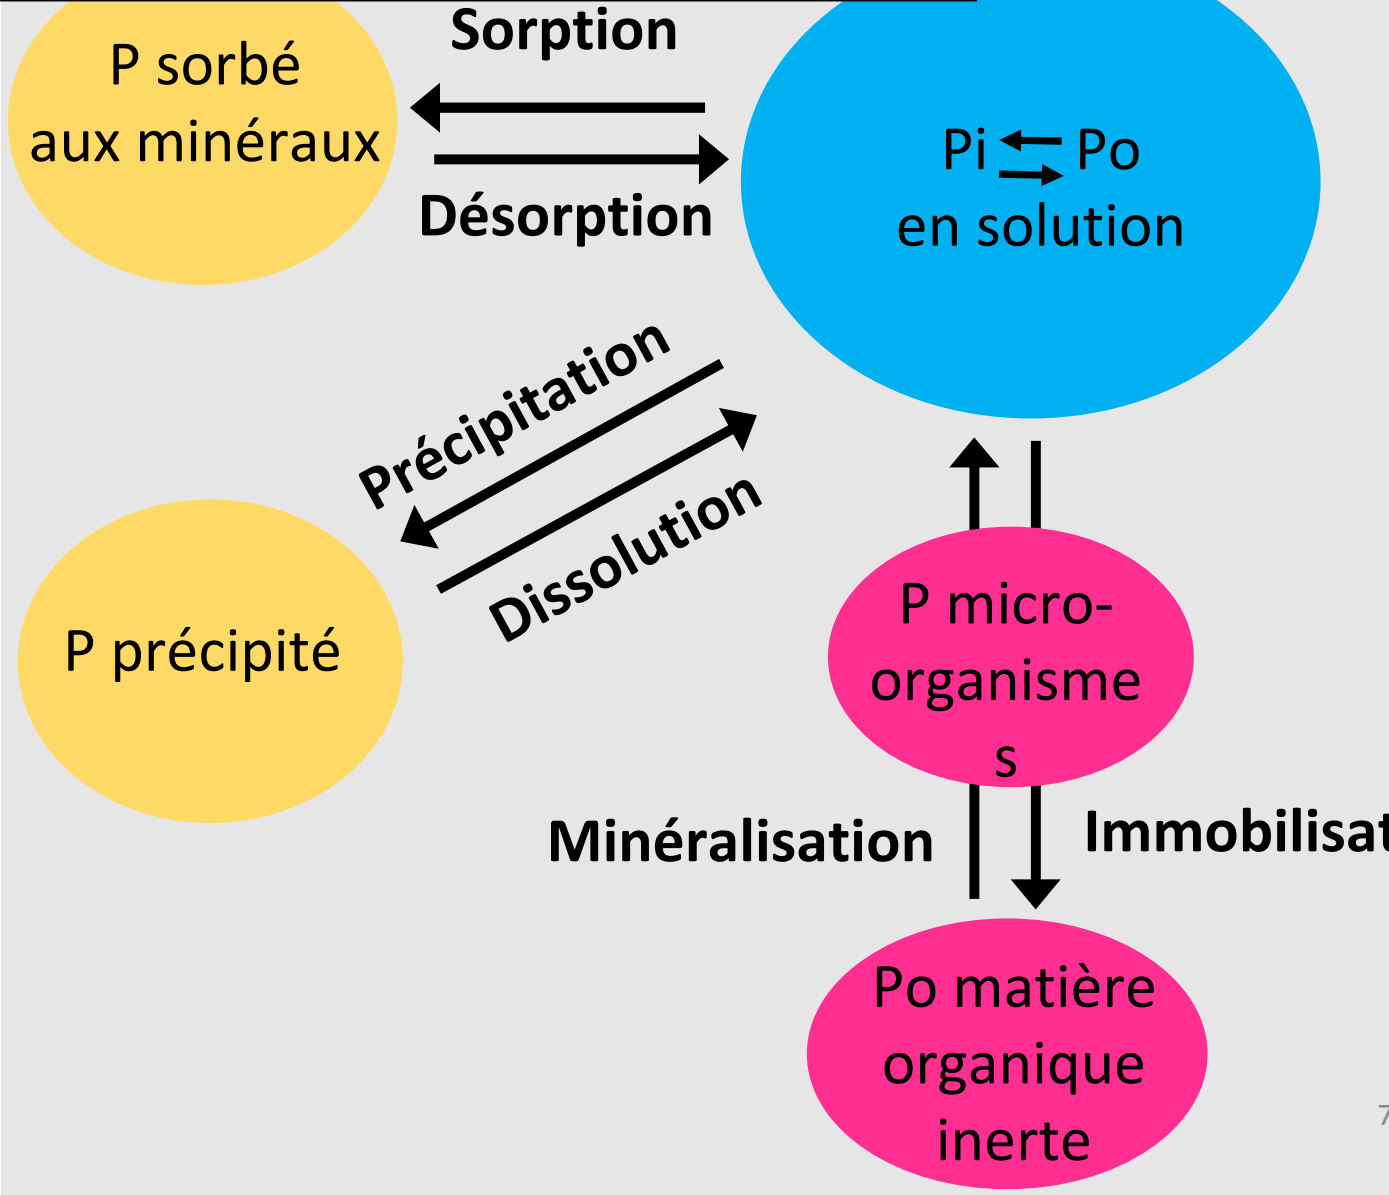 P sorbé
aux minéraux
Sorption
Désorption
Pi Po
en solution
Précipitation
Dissolution
P précipité
P micro-
organisme
s
Minéralisation
Immobilisat
Po matière
organique
inerte
7